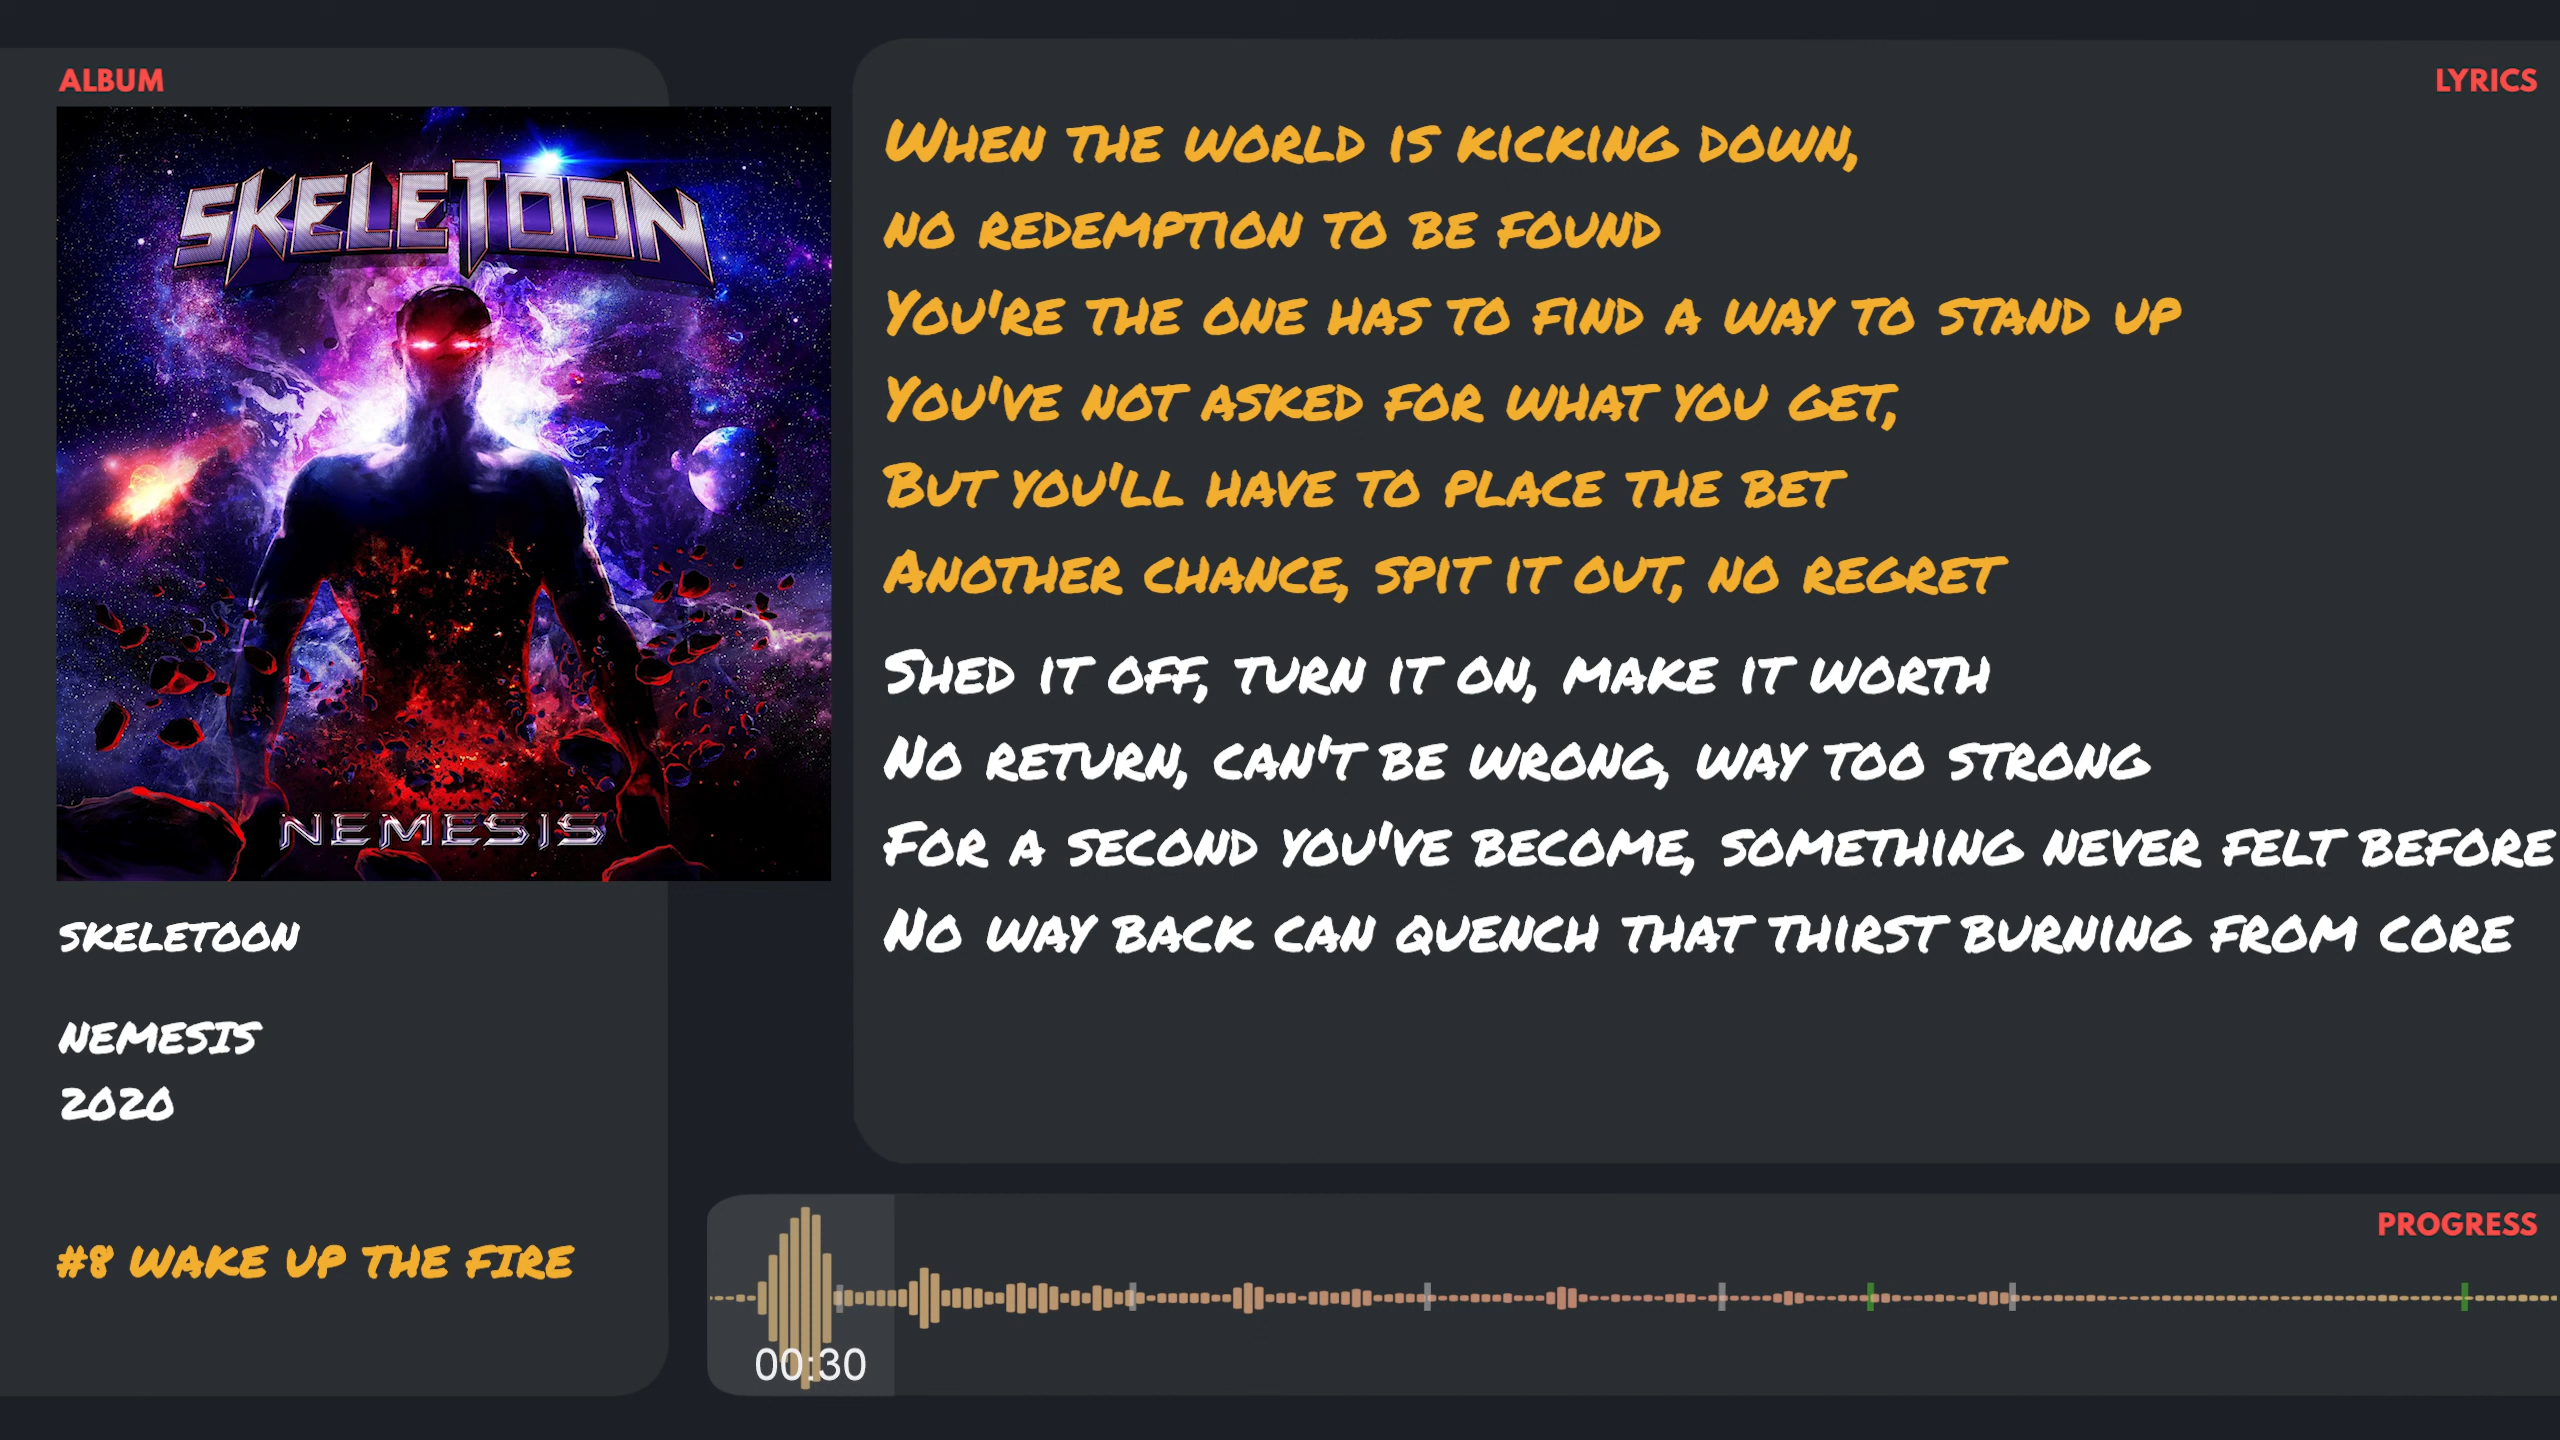 ALBUM
SKELETOON
NEMESIS
SKELETOON
NEMESIS
2020
#8 WAKE UP THE FIRE
LYRICS
WHEN THE WORLD IS KICKING DOWN,
NO REDEMPTION TO BE FOUND
YOU'RE THE ONE HAS TO FIND A WAY TO STAND UP
YOU'VE NOT ASKED FOR WHAT YOU GET,
BUT YOU'LL HAVE TO PLACE THE BET
ANOTHER CHANCE, SPIT IT OUT, NO REGRET
SHED IT OFF, TURN IT ON, MAKE IT WORTH
NO RETURN, CAN'T BE WRONG, WAY TOO STRONG
FOR A SECOND YOU'VE BECOME, SOMETHING NEVER FELT BEFORE
NO WAY BACK CAN QUENCH THAT THIRST BURNING FROM CORE
PROGRESS
00:30